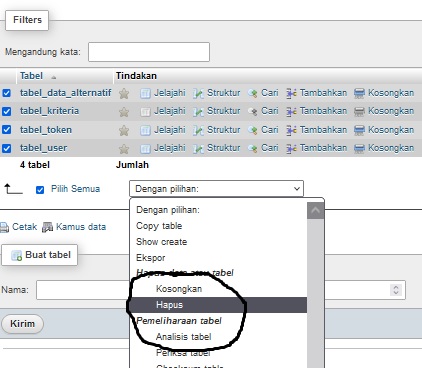 Filters
Mengandung kata:
Tabel Tindakan
tabel_data_alternatif Jelajahi Struktur Cari Tambahkan Kosongkan
tabel_kriteria Jelajahi Struktur Cari Tambahkan Kosongkan
tabel_token Jelajahi Struktur Cari Tambahkan Kosongkan
tabel_user Jelajahi Struktur Cari Tambahkan Kosongkan
4 tabel Jumlah
Pilih Semua Dengan pilihan:
Dengan pilihan:
Copy table
Show create
Ekspor
Hapus data atau tabel
Kosongkan
Hapus
Pemeliharaan tabel
Analisis tabel
Periksa tabel
Checksum table
Cetak Kamus data
Buat tabel
Nama:
Kirim